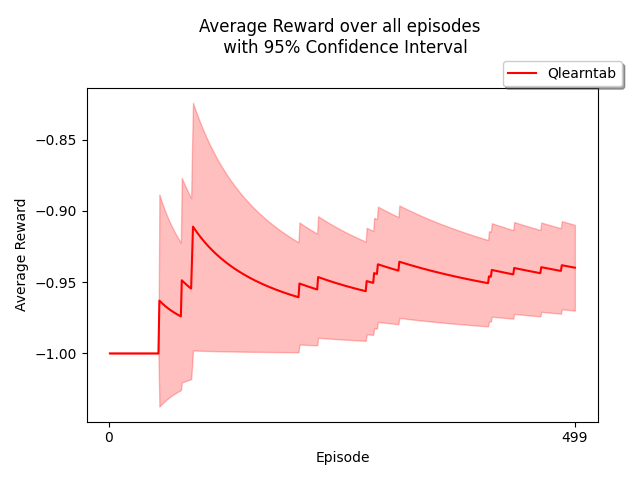 Average Reward over all episodes
with 95% Confidence Interval
Qlearntab
−0.85
−0.90
−0.95
−1.00
Average Reward
0
499
Episode